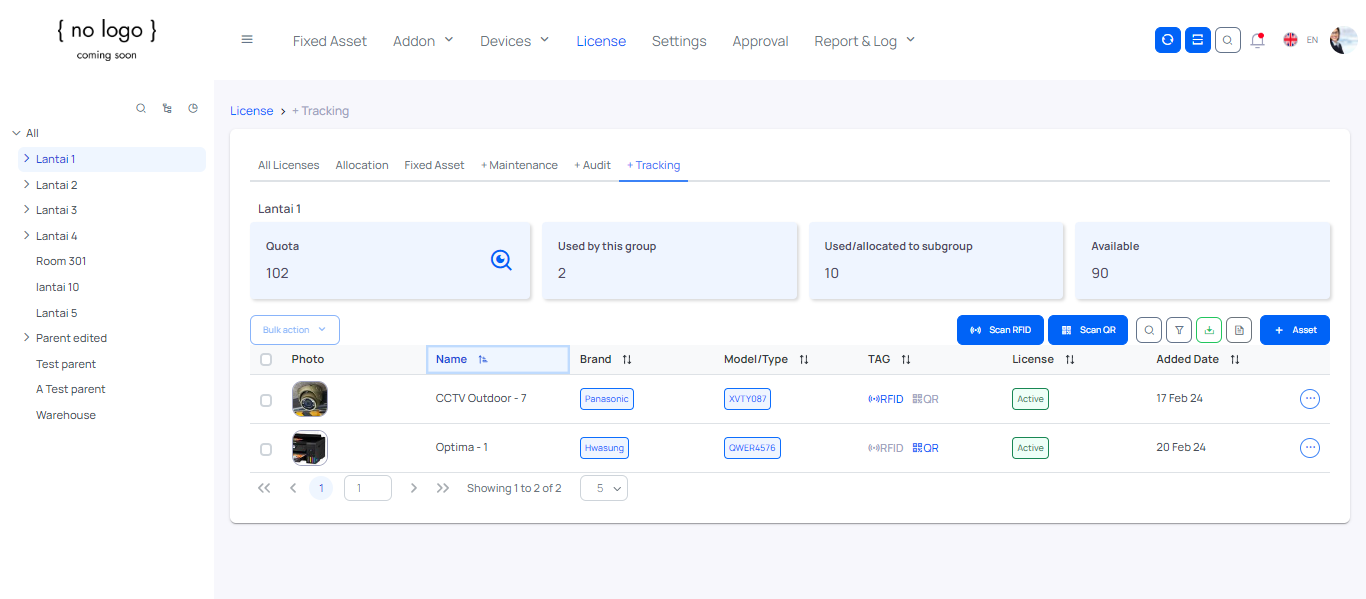 { no logo }
coming soon
Fixed Asset Addon Devices License Settings Approval Report & Log EN
All
Lantai 1
Lantai 2
Lantai 3
Lantai 4
Room 301
lantai 10
Lantai 5
Parent edited
Test parent
A Test parent
Warehouse
License > + Tracking
All Licenses Allocation Fixed Asset + Maintenance + Audit + Tracking
Lantai 1
Quota Used by this group Used/allocated to subgroup Available
102 2 10 90
Bulk action Scan RFID Scan QR + Asset
Photo Name Brand Model/Type TAG License Added Date
CCTV Outdoor - 7 Panasonic XVTY087 RFID QR Active 17 Feb 24
Optima - 1 Hwasung QWER4576 RFID QR Active 20 Feb 24
1 1 Showing 1 to 2 of 2 5